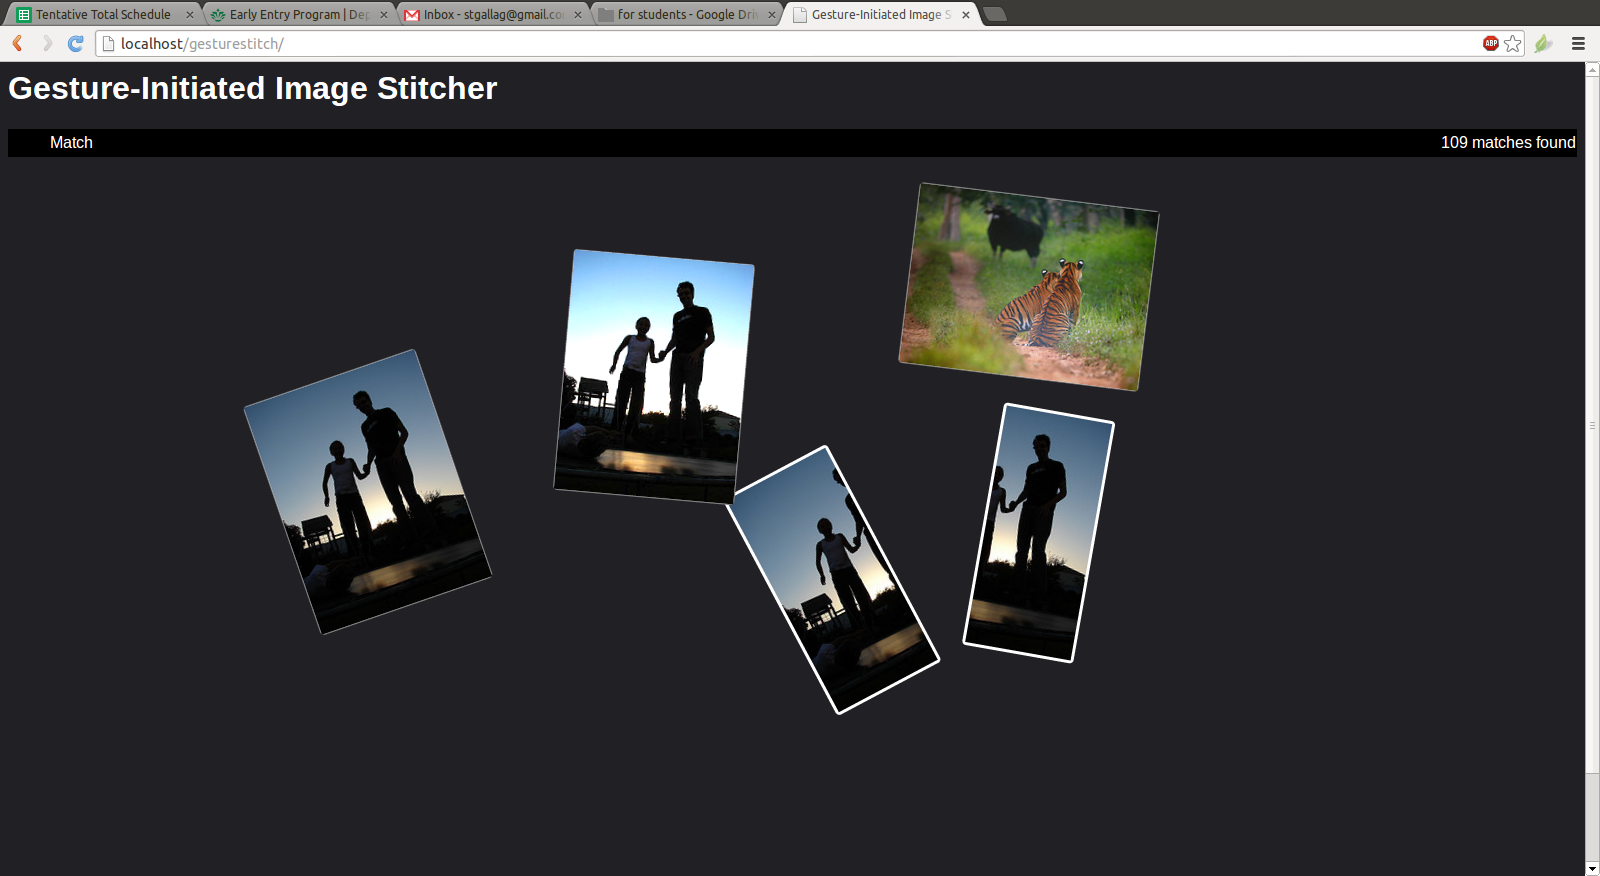 Tentative Total Schedule
Early Entry Program | Dep
Inbox - stgallag@gmail.co
for students - Google Dri
Gesture-Initiated Image S
localhost/gesturestitch/
ABP
Gesture-Initiated Image Stitcher
Match
109 matches found